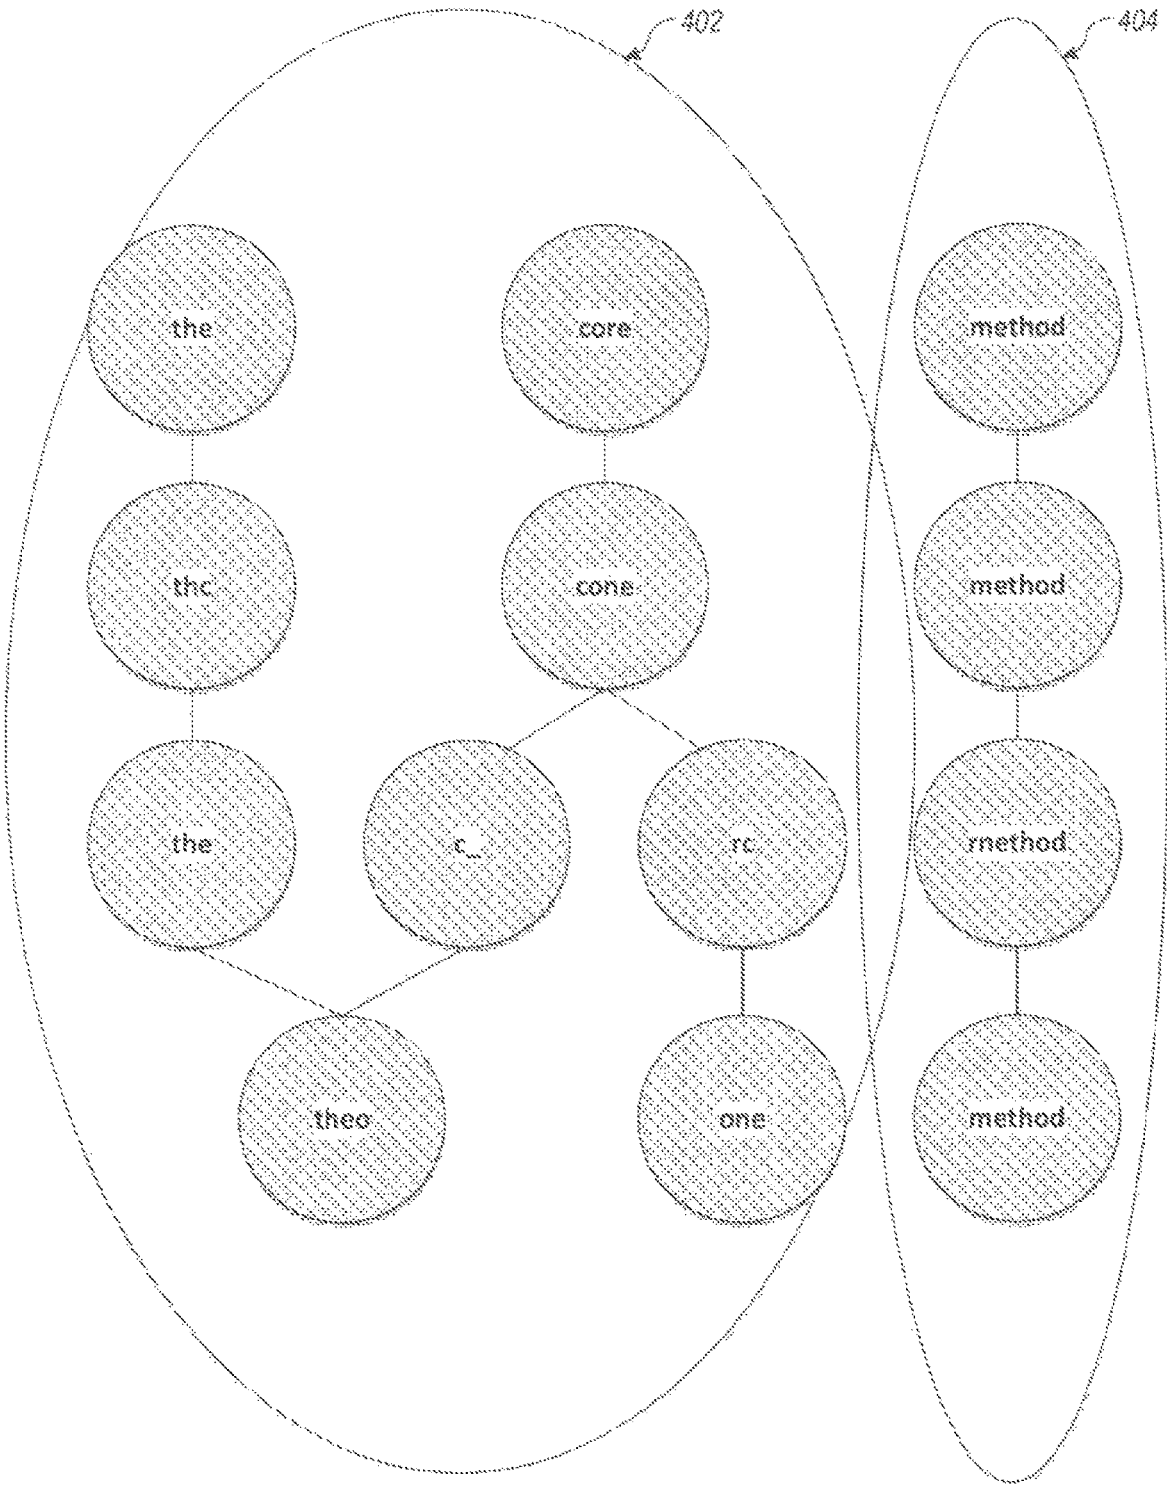 402 404
the core method
thc cone method
the c_ rc rnethod
theo one method